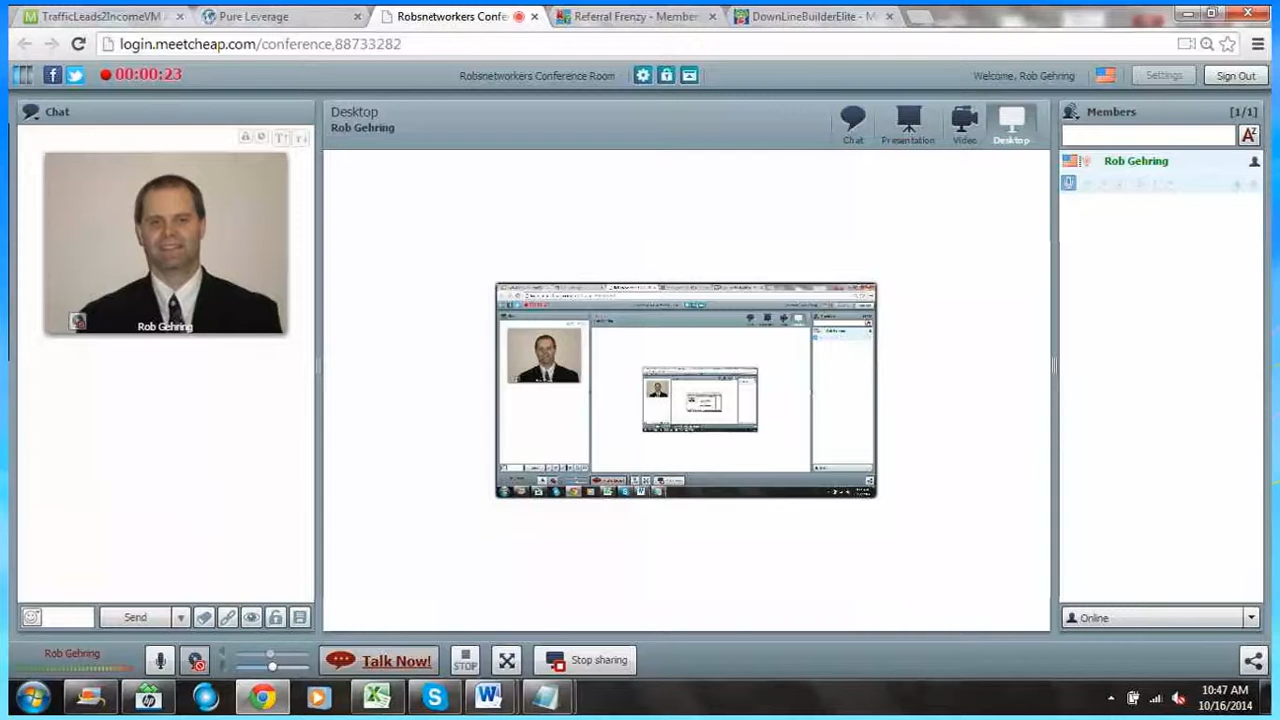 TrafficLeads2IncomeVM
Pure Leverage
Robsnetworkers Confe
Referral Frenzy - Member
DownLineBuilderElite - M
login.meetcheap.com/conference,88733282
00:00:23
Robsnetworkers Conference Room
Welcome, Rob Gehring
Settings
Sign Out
Chat
Desktop
Rob Gehring
Chat
Presentation
Video
Desktop
Members
[1/1]
Rob Gehring
Rob Gehring
Send
Online
Rob Gehring
Talk Now!
STOP
Stop sharing
10:47 AM
10/16/2014